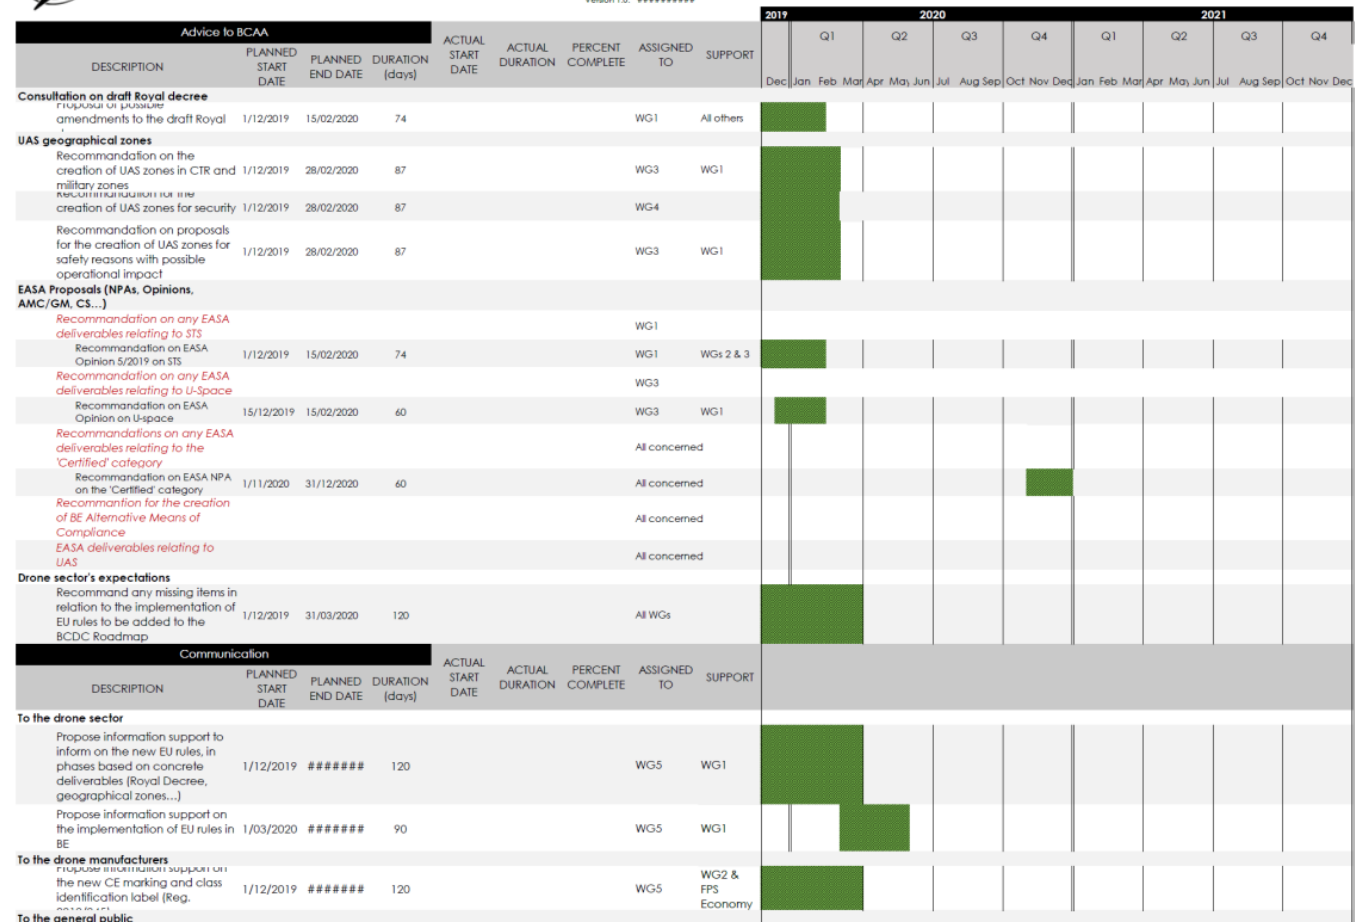 Version 1.0. ##########
2019 2020 2021
Advice to BCAA
Q1 Q2 Q3 Q4 Q1 Q2 Q3 Q4
DESCRIPTION PLANNED START DATE PLANNED END DATE DURATION (days) ACTUAL START DATE ACTUAL DURATION PERCENT COMPLETE ASSIGNED TO SUPPORT
Dec Jan Feb Mar Apr May Jun Jul Aug Sep Oct Nov Dec Jan Feb Mar Apr May Jun Jul Aug Sep Oct Nov Dec
Consultation on draft Royal decree
Proposal of possible
amendments to the draft Royal 1/12/2019 15/02/2020 74 WG1 All others
UAS geographical zones
Recommandation on the
creation of UAS zones in CTR and 1/12/2019 28/02/2020 87 WG3 WG1
military zones
Recommandation for the
creation of UAS zones for security 1/12/2019 28/02/2020 87 WG4
Recommandation on proposals
for the creation of UAS zones for
safety reasons with possible 1/12/2019 28/02/2020 87 WG3 WG1
operational impact
EASA Proposals (NPAs, Opinions,
AMC/GM, CS...)
Recommandation on any EASA
deliverables relating to STS WG1
Recommandation on EASA
Opinion 5/2019 on STS 1/12/2019 15/02/2020 74 WG1 WGs 2 & 3
Recommandation on any EASA
deliverables relating to U-Space WG3
Recommandation on EASA
Opinion on U-space 15/12/2019 15/02/2020 60 WG3 WG1
Recommandations on any EASA
deliverables relating to the All concerned
'Certified' category
Recommandation on EASA NPA
on the 'Certified' category 1/11/2020 31/12/2020 60 All concerned
Recommantion for the creation
of BE Alternative Means of All concerned
Compliance
EASA deliverables relating to
UAS All concerned
Drone sector's expectations
Recommand any missing items in
relation to the implementation of
EU rules to be added to the 1/12/2019 31/03/2020 120 All WGs
BCDC Roadmap
Communication
DESCRIPTION PLANNED START DATE PLANNED END DATE DURATION (days) ACTUAL START DATE ACTUAL DURATION PERCENT COMPLETE ASSIGNED TO SUPPORT
To the drone sector
Propose information support to
inform on the new EU rules, in
phases based on concrete 1/12/2019 ####### 120 WG5 WG1
deliverables (Royal Decree,
geographical zones...)
Propose information support on
the implementation of EU rules in 1/03/2020 ####### 90 WG5 WG1
BE
To the drone manufacturers
Propose information support on
the new CE marking and class 1/12/2019 ####### 120 WG5 WG2 & FPS Economy
identification label (Reg.
To the general public